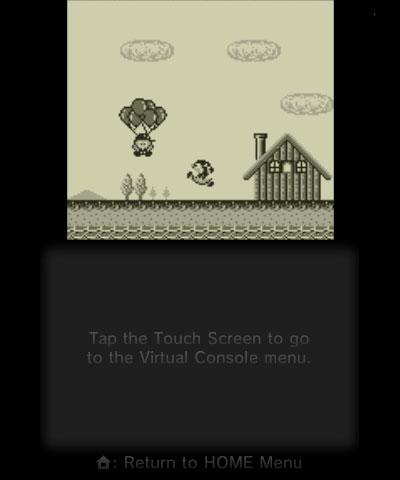 Tap the Touch Screen to go
to the Virtual Console menu.
: Return to HOME Menu